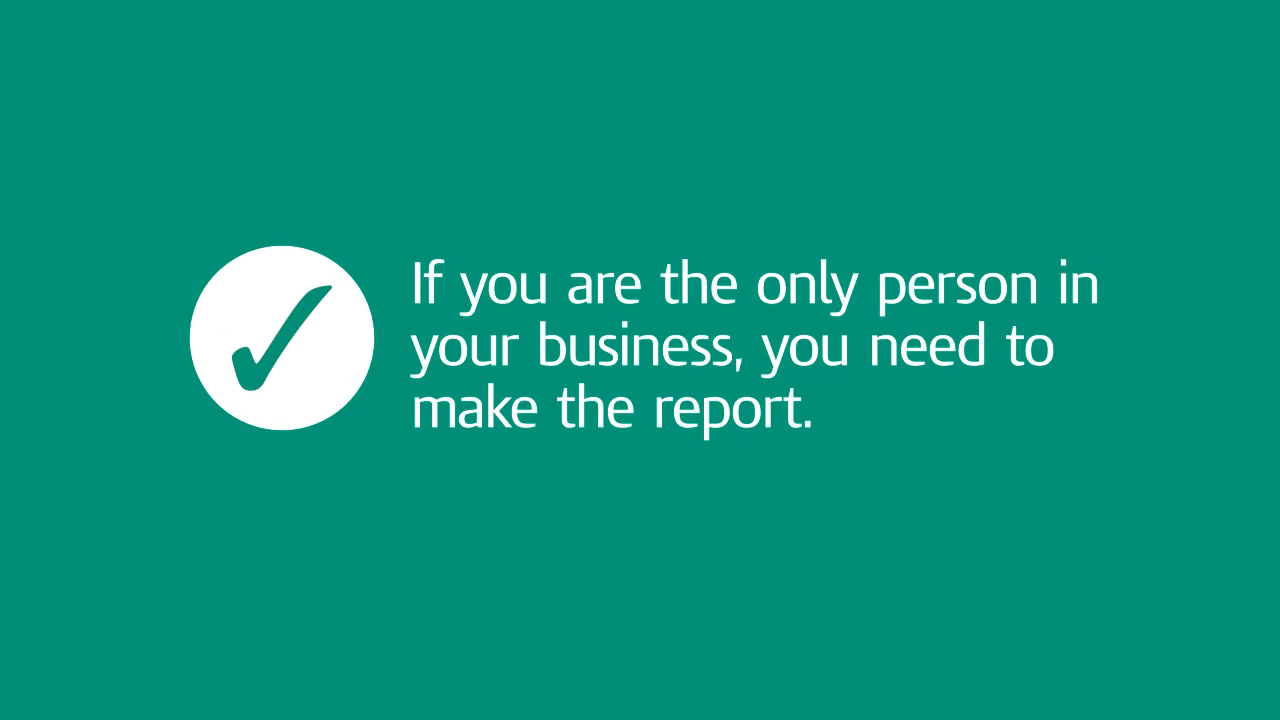 If you are the only person in
your business, you need to
make the report.